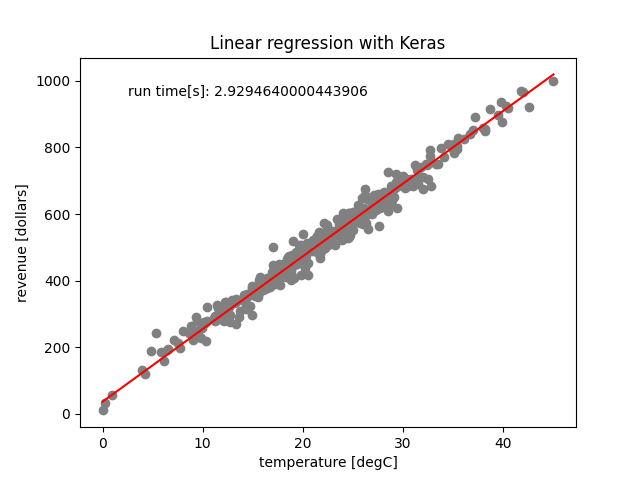 Linear regression with Keras
run time[s]: 2.9294640000443906
1000
800
600
400
200
0
revenue [dollars]
0 10 20 30 40
temperature [degC]